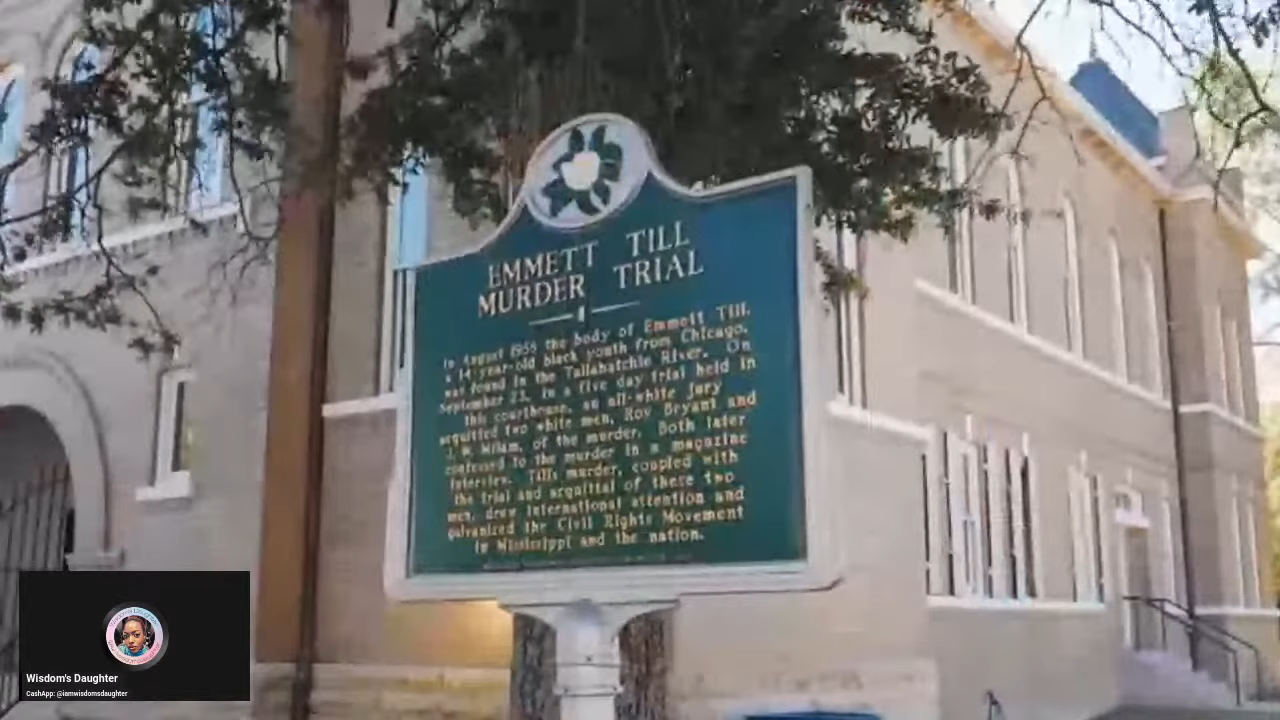 EMMETT TILL
MURDER TRIAL
In August 1955 the body of Emmett Till,
a 14-year-old black youth from Chicago,
was found in the Tallahatchie River. On
September 23, in a five day trial held in
this courthouse, an all-white jury
acquitted two white men, Roy Bryant and
J. W. Milam, of the murder. Both later
confessed to the murder in a magazine
interview. Till's murder, coupled with
the trial and acquittal of these two
men, drew international attention and
galvanized the Civil Rights Movement
in Mississippi and the nation.
Wisdom's Daughter
CashApp: @iamwisdomsdaughter